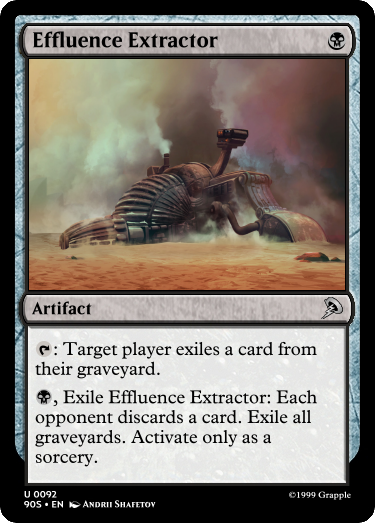 Effluence Extractor
Artifact
: Target player exiles a card from
their graveyard.
, Exile Effluence Extractor: Each
opponent discards a card. Exile all
graveyards. Activate only as a
sorcery.
U 0092
90S • EN Andrii Shafetov
©1999 Grapple